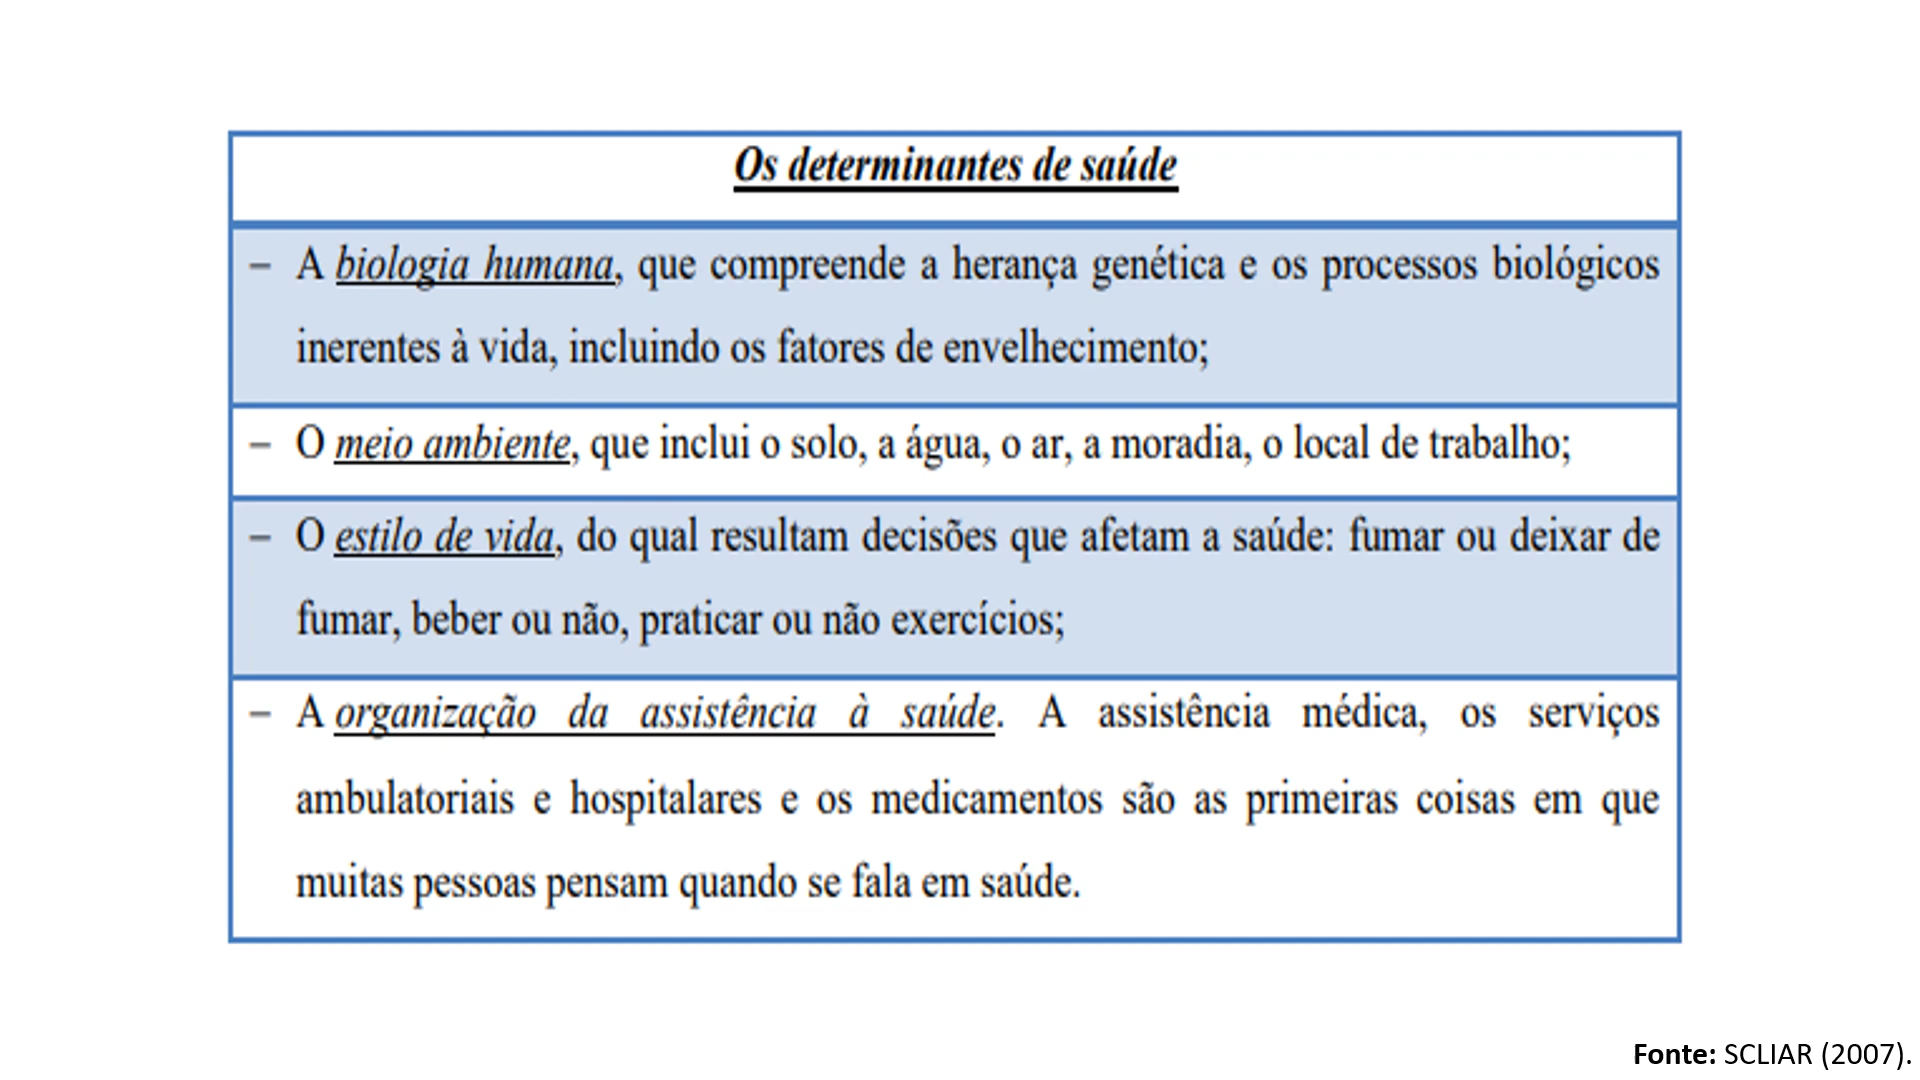 Os determinantes de saúde
– A biologia humana, que compreende a herança genética e os processos biológicos
inerentes à vida, incluindo os fatores de envelhecimento;
– O meio ambiente, que inclui o solo, a água, o ar, a moradia, o local de trabalho;
– O estilo de vida, do qual resultam decisões que afetam a saúde: fumar ou deixar de
fumar, beber ou não, praticar ou não exercícios;
– A organização da assistência à saúde. A assistência médica, os serviços
ambulatoriais e hospitalares e os medicamentos são as primeiras coisas em que
muitas pessoas pensam quando se fala em saúde.
Fonte: SCLIAR (2007).